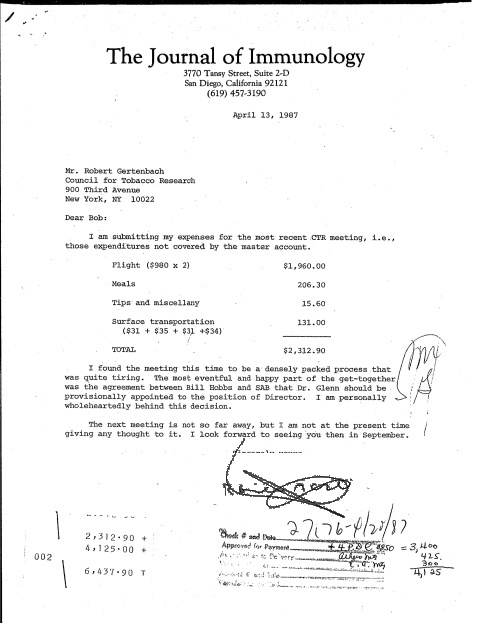 The Journal of Immunology
3770 Tansy Street, Suite 2-D
San Diego, California 92121
(619) 457-3190
April 13, 1987
Mr. Robert Gertenbach
Council for Tobacco Research
900 Third Avenue
New York, NY 10022
Dear Bob:
I am submitting my expenses for the most recent CTR meeting, i.e.,
those expenditures not covered by the master account.
Flight ($980 x 2) $1,960.00
Meals 206.30
Tips and miscellany 15.60
Surface transportation 131.00
($31 + $35 + $31 +$34)
TOTAL $2,312.90
I found the meeting this time to be a densely packed process that
was quite tiring. The most eventful and happy part of the get-together
was the agreement between Bill Hobbs and SAB that Dr. Glenn should be
provisionally appointed to the position of Director. I am personally
wholeheartedly behind this decision.
The next meeting is not so far away, but I am not at the present time
giving any thought to it. I look forward to seeing you then in September.
27176-4/28/87
Check # and Date
Approved for Payment + 4 P.D.C. 850 = 3,400
425.
300
4,125
2,312.90 +
4,125.00 +
002
6,437.90 T